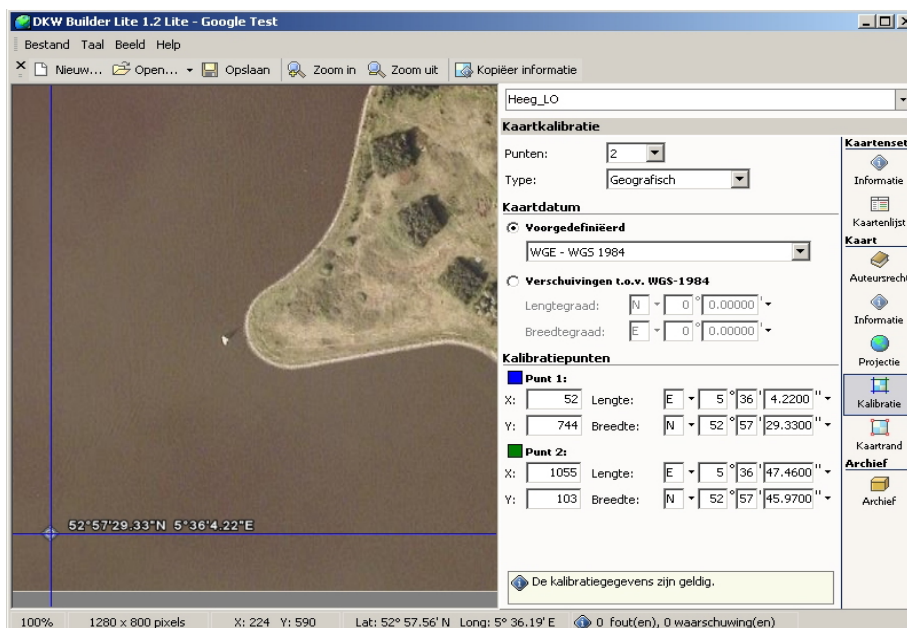 DKW Builder Lite 1.2 Lite - Google Test
Bestand Taal Beeld Help
Nieuw... Open... Opslaan Zoom in Zoom uit Kopiëer informatie
Heeg_LO
Kaartkalibratie
Punten: 2
Type: Geografisch
Kaartdatum
Voorgedefiniëerd
WGE - WGS 1984
Verschuivingen t.o.v. WGS-1984
Lengtegraad: N 0 ° 0.00000 '
Breedtegraad: E 0 ° 0.00000 '
Kalibratiepunten
Punt 1:
X: 52 Lengte: E 5 ° 36 ' 4.2200 "
Y: 744 Breedte: N 52 ° 57 ' 29.3300 "
Punt 2:
X: 1055 Lengte: E 5 ° 36 ' 47.4600 "
Y: 103 Breedte: N 52 ° 57 ' 45.9700 "
De kalibratiegegevens zijn geldig.
Kaartenset
Informatie
Kaartenlijst
Kaart
Auteursrecht
Informatie
Projectie
Kalibratie
Kaartrand
Archief
Archief
52°57'29.33"N 5°36'4.22"E
100% 1280 x 800 pixels X: 224 Y: 590 Lat: 52° 57.56' N Long: 5° 36.19' E 0 fout(en), 0 waarschuwing(en)